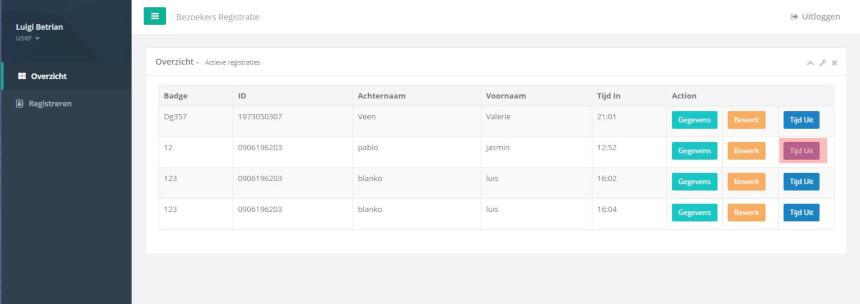 Luigi Betrian
user
Overzicht
Registreren
Bezoekers Registratie
Uitloggen
Overzicht - Actieve registraties
Badge ID Achternaam Voornaam Tijd In Action
Dg357 1973050307 Veen Valerie 21:01 Gegevens Bewerk Tijd Uit
12 0906196203 pablo jasmin 12:52 Gegevens Bewerk Tijd Uit
123 0906196203 blanko luis 16:02 Gegevens Bewerk Tijd Uit
123 0906196203 blanko luis 16:04 Gegevens Bewerk Tijd Uit